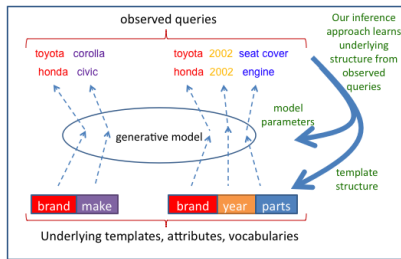 observed queries
Our inference
approach learns
underlying
structure from
observed
queries
toyota corolla
honda civic
toyota 2002 seat cover
honda 2002 engine
model
parameters
generative model
template
structure
brand make
brand year parts
Underlying templates, attributes, vocabularies